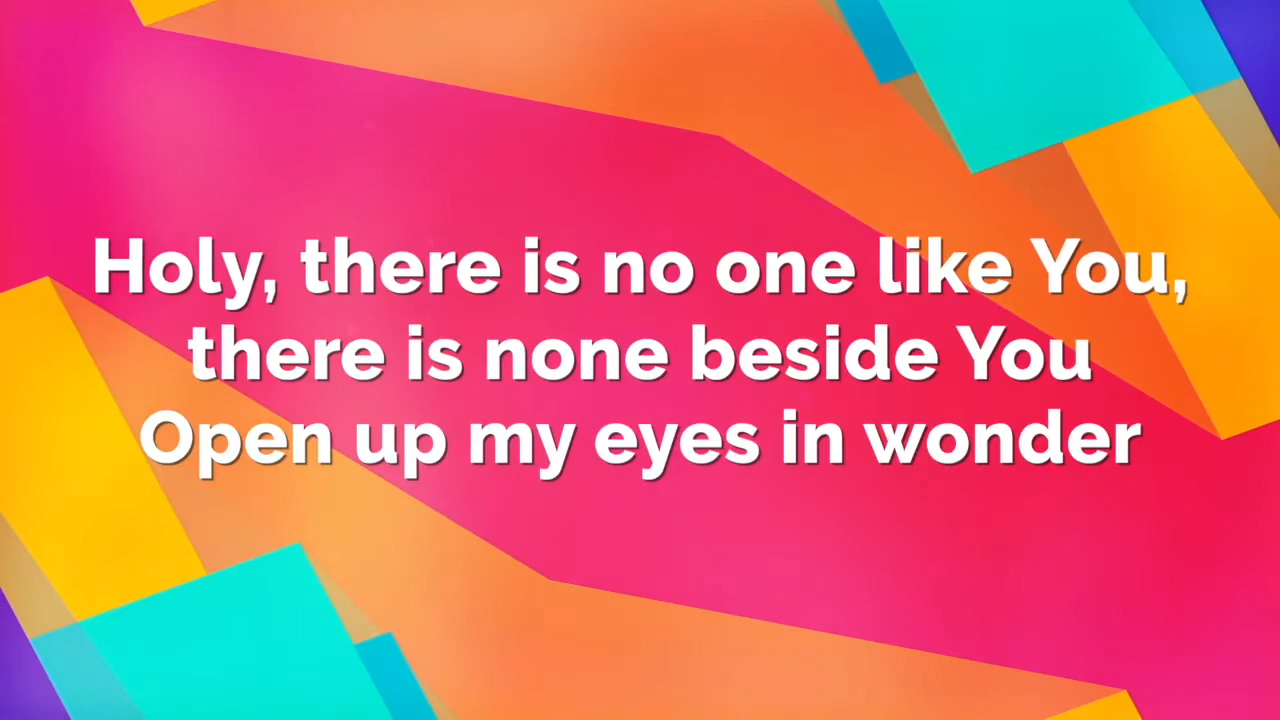 Holy, there is no one like You,
there is none beside You
Open up my eyes in wonder